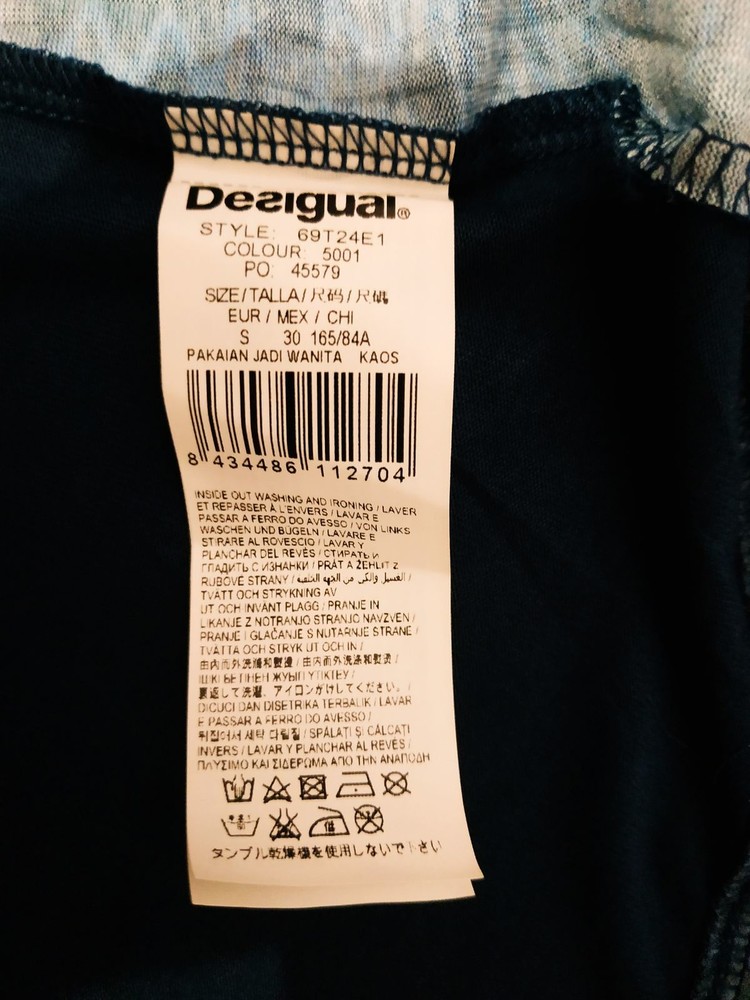 Desigual®
STYLE: 69T24E1
COLOUR: 5001
PO: 45579
SIZE/TALLA/尺码/尺碼
EUR / MEX / CHI
S 30 165/84A
PAKAIAN JADI WANITA KAOS
8 434486 112704
INSIDE OUT WASHING AND IRONING / LAVER
ET REPASSER À L'ENVERS / LAVAR E
PASSAR A FERRO DO AVESSO / VON LINKS
WASCHEN UND BÜGELN / LAVARE E
STIRARE AL ROVESCIO / LAVAR Y
PLANCHAR DEL REVÉS / СТИРАТЬ И
ГЛАДИТЬ С ИЗНАНКИ / PRÁT A ŽEHLIT Z
RUBOVÉ STRANY / الغسيل والكي من الجهة الخلفية /
TVÄTT OCH STRYKNING AV
UT OCH INVÄNT PLAGG / PRANJE IN
LIKANJE Z NOTRANJO STRANJO NAVZVEN /
PRANJE I GLAČANJE S NUTARNJE STRANE /
TVÄTTA OCH STRYK UT OCH IN /
由内而外洗滌和熨燙 / 由内而外洗涤和熨烫 /
裏返して洗濯、アイロンがけしてください。 /
DICUCI DAN DISETRIKA TERBALIK / LAVAR
E PASSAR A FERRO DO AVESSO /
뒤집어서 세탁 다림질 / SPĂLAȚI ȘI CĂLCAȚI
INVERS / LAVAR Y PLANCHAR AL REVÉS /
ΠΛΥΣΙΜΟ ΚΑΙ ΣΙΔΕΡΩΜΑ ΑΠΟ ΤΗΝ ΑΝΑΠΟΔΗ
タンブル乾燥機を使用しないで下さい